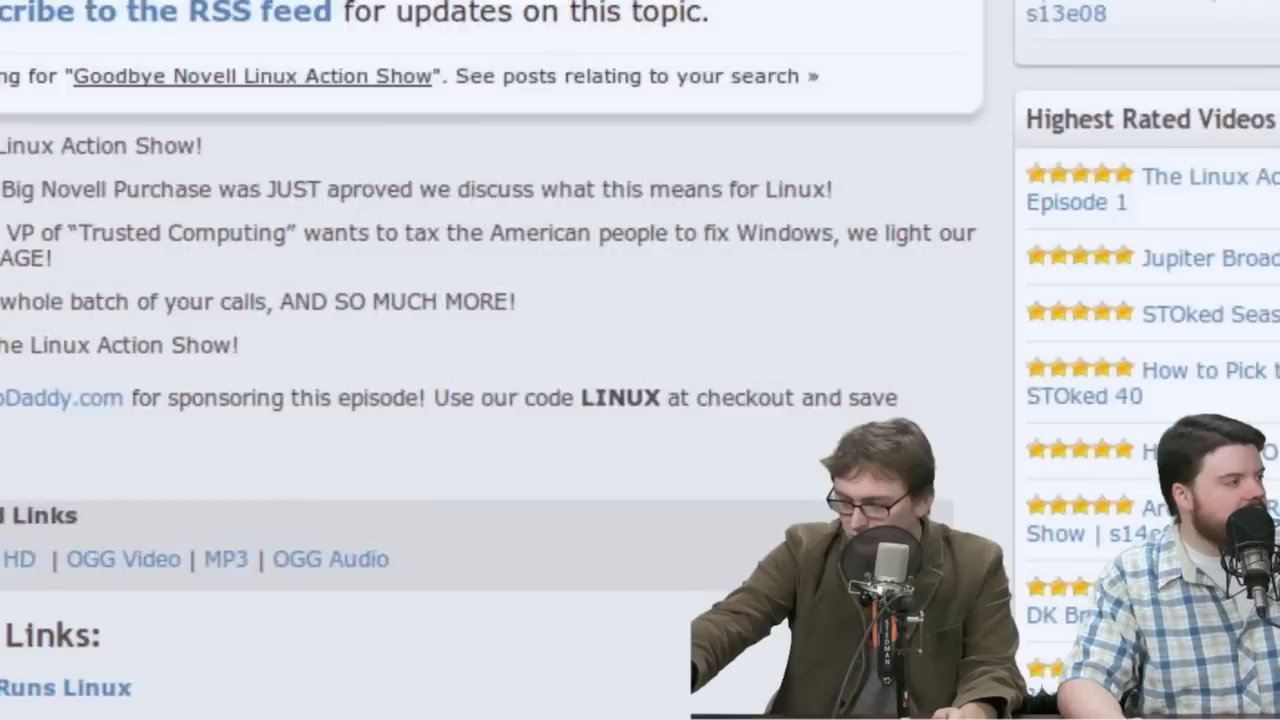 cribe to the RSS feed for updates on this topic.
ng for "Goodbye Novell Linux Action Show". See posts relating to your search »
Linux Action Show!
Big Novell Purchase was JUST aproved we discuss what this means for Linux!
VP of “Trusted Computing” wants to tax the American people to fix Windows, we light our
AGE!
whole batch of your calls, AND SO MUCH MORE!
he Linux Action Show!
oDaddy.com for sponsoring this episode! Use our code LINUX at checkout and save
Links
HD | OGG Video | MP3 | OGG Audio
Links:
Runs Linux
s13e08
Highest Rated Videos
The Linux Ac
Episode 1
Jupiter Broad
STOked Seas
How to Pick t
STOked 40
Show | s14e
DK Br
STEDMAN